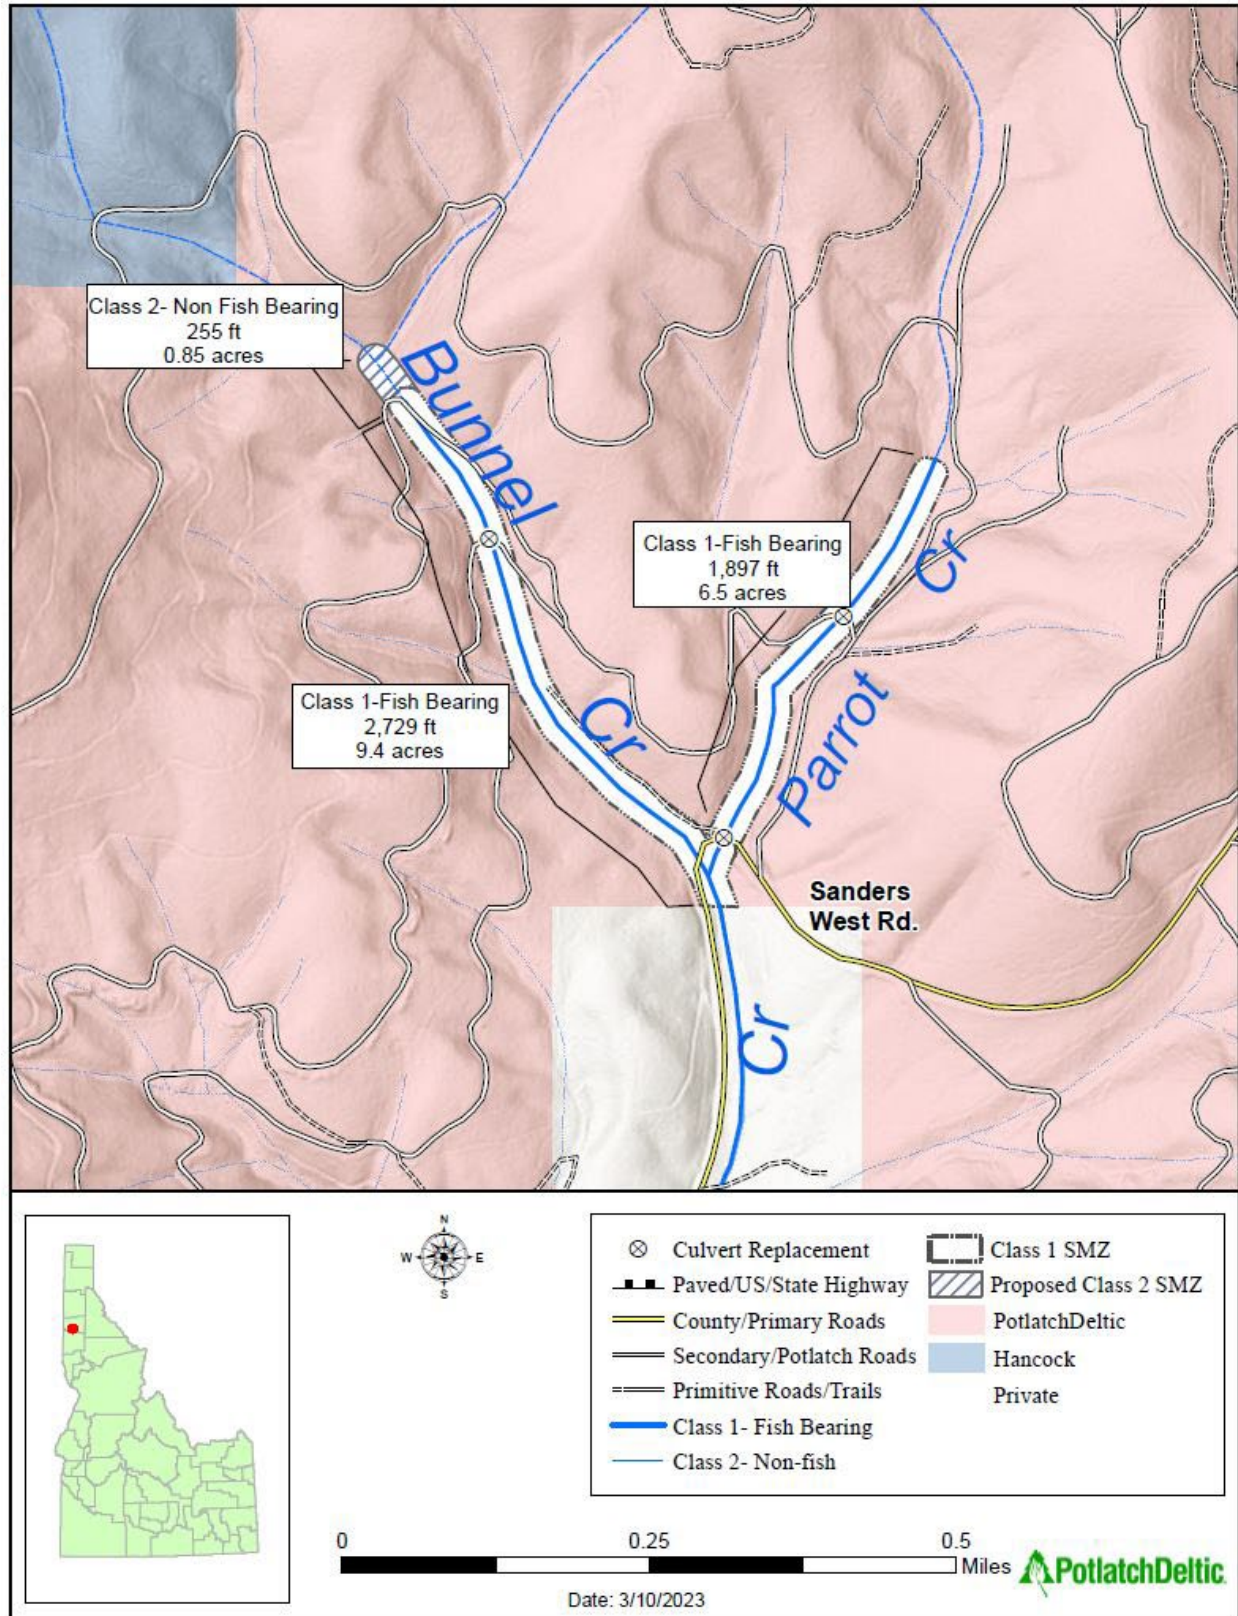 Class 2- Non Fish Bearing
255 ft
0.85 acres
Bunnel
Cr
Class 1-Fish Bearing
1,897 ft
6.5 acres
Cr
Parrot
Class 1-Fish Bearing
2,729 ft
9.4 acres
Sanders
West Rd.
Cr
N
W E
S
Culvert Replacement
Paved/US/State Highway
County/Primary Roads
Secondary/Potlatch Roads
Primitive Roads/Trails
Class 1- Fish Bearing
Class 2- Non-fish
Class 1 SMZ
Proposed Class 2 SMZ
PotlatchDeltic
Hancock
Private
0 0.25 0.5
Miles
PotlatchDeltic
Date: 3/10/2023